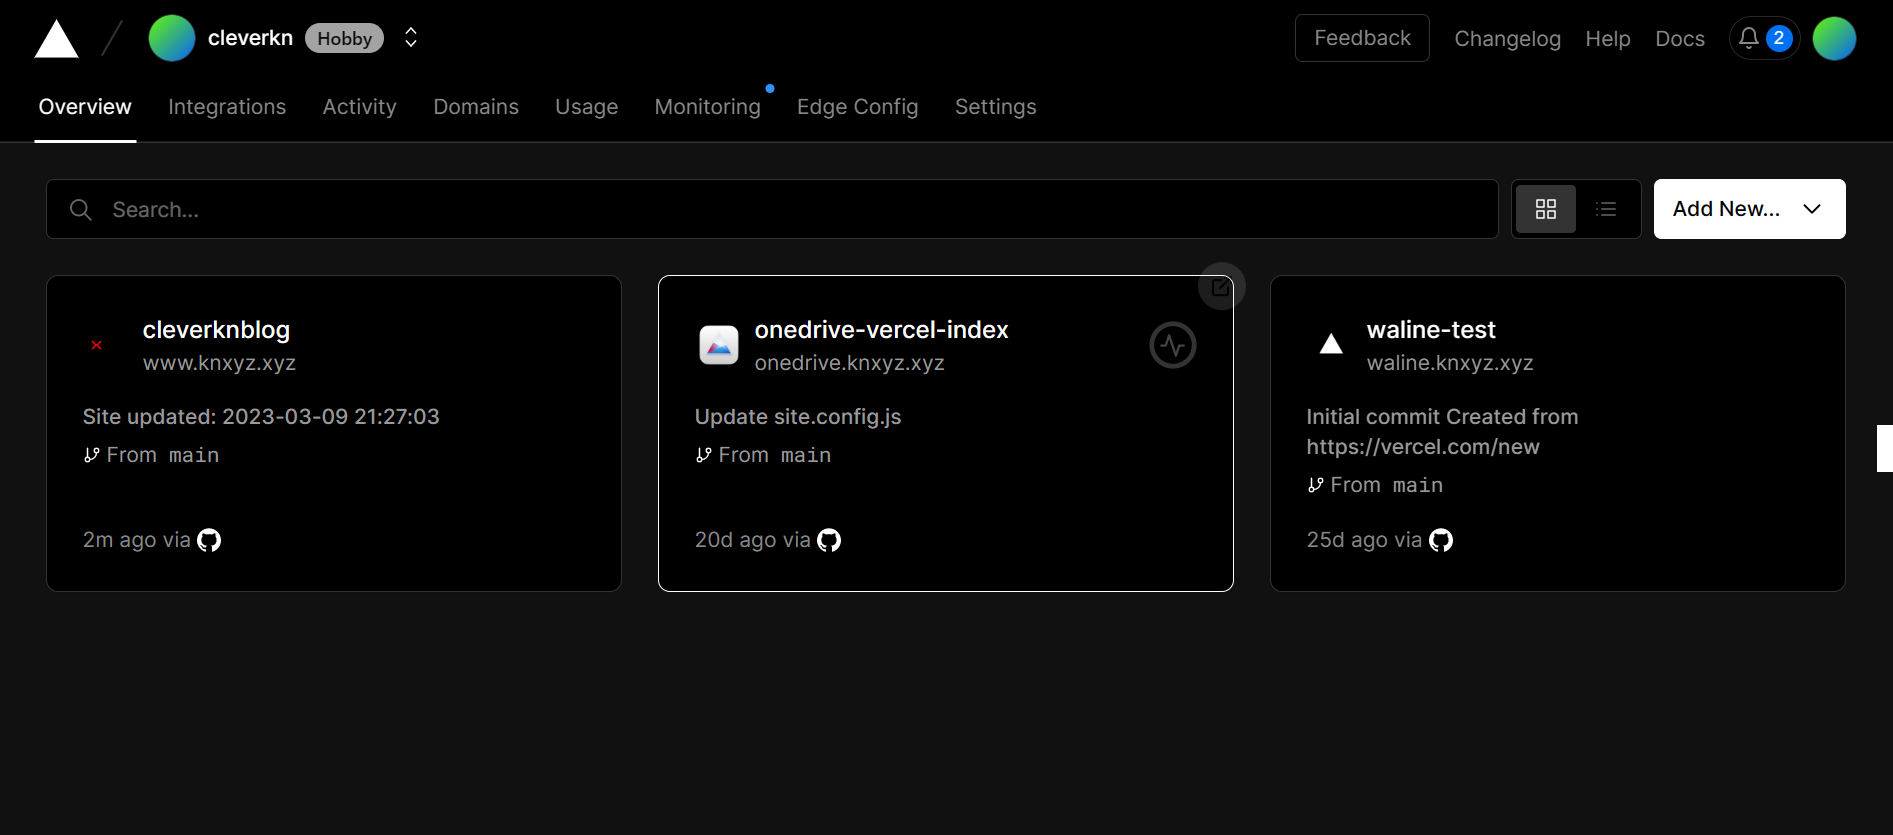 cleverkn Hobby
Feedback Changelog Help Docs 2
Overview Integrations Activity Domains Usage Monitoring Edge Config Settings
Search...
Add New...
cleverknblog
www.knxyz.xyz
Site updated: 2023-03-09 21:27:03
From main
2m ago via
onedrive-vercel-index
onedrive.knxyz.xyz
Update site.config.js
From main
20d ago via
waline-test
waline.knxyz.xyz
Initial commit Created from
https://vercel.com/new
From main
25d ago via